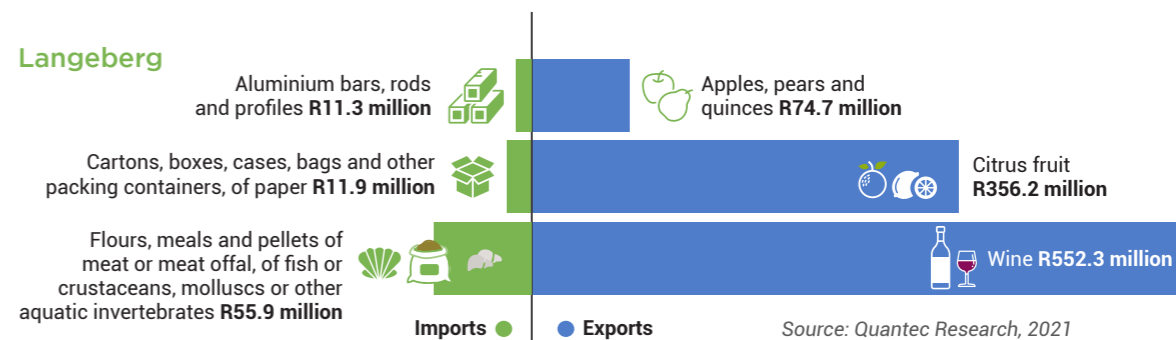 Langeberg
Aluminium bars, rods
and profiles R11.3 million
Apples, pears and
quinces R74.7 million
Cartons, boxes, cases, bags and other
packing containers, of paper R11.9 million
Citrus fruit
R356.2 million
Flours, meals and pellets of
meat or meat offal, of fish or
crustaceans, molluscs or other
aquatic invertebrates R55.9 million
Wine R552.3 million
Imports
Exports
Source: Quantec Research, 2021